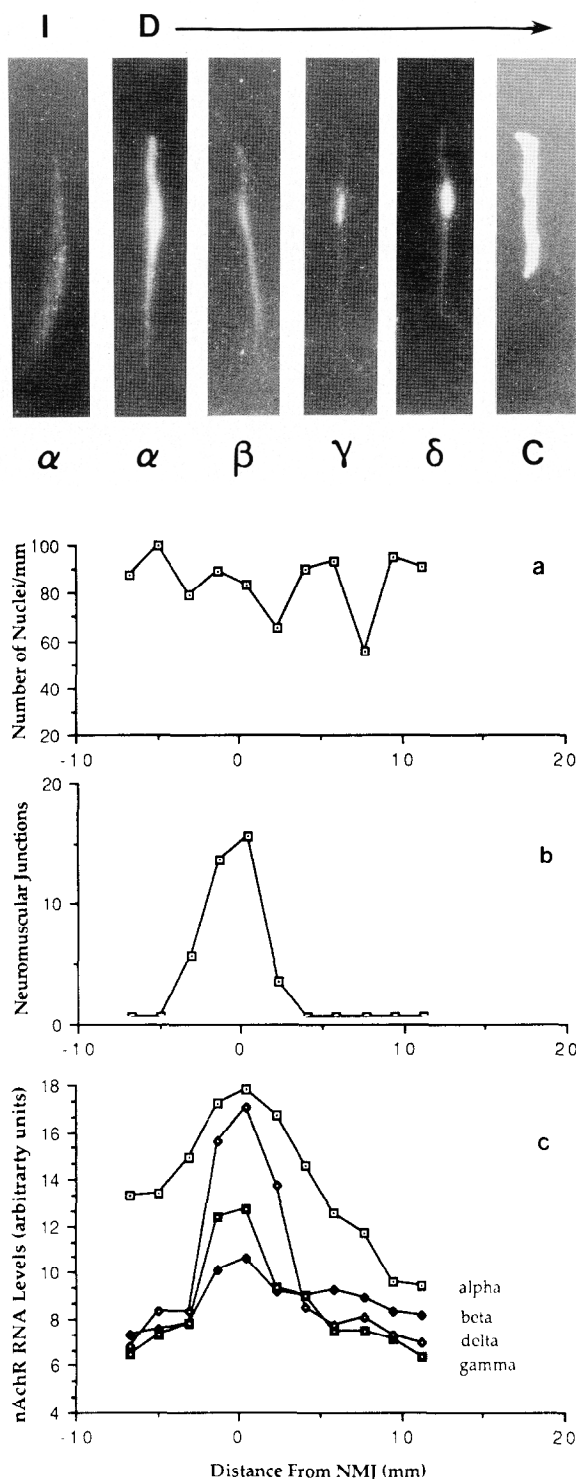 I D
α α β γ δ C
a
Number of Nuclei/mm
100
80
60
40
20
-10 0 10 20
b
Neuromuscular Junctions
20
10
0
-10 0 10 20
c
nAchR RNA Levels (arbitrarty units)
18
16
14
12
10
8
6
4
alpha
beta
delta
gamma
-10 0 10 20
Distance From NMJ (mm)